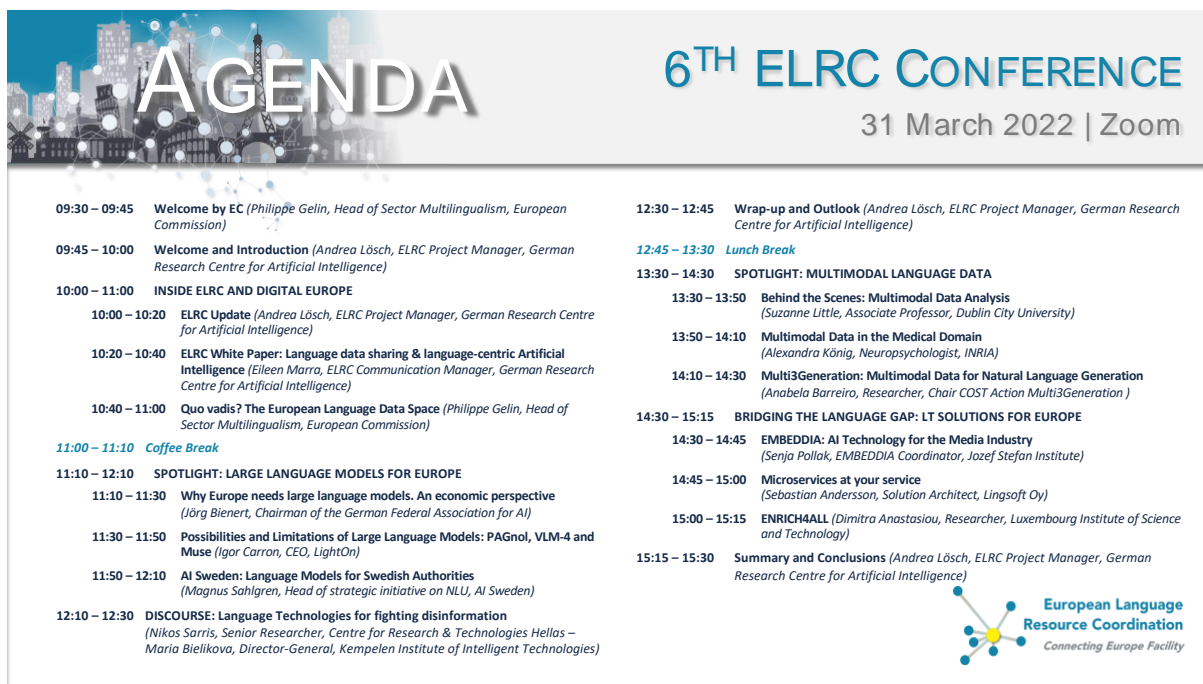 AGENDA
6TH ELRC CONFERENCE
31 March 2022 | Zoom
09:30 – 09:45 Welcome by EC (Philippe Gelin, Head of Sector Multilingualism, European
Commission)
09:45 – 10:00 Welcome and Introduction (Andrea Lösch, ELRC Project Manager, German
Research Centre for Artificial Intelligence)
10:00 – 11:00 INSIDE ELRC AND DIGITAL EUROPE
10:00 – 10:20 ELRC Update (Andrea Lösch, ELRC Project Manager, German Research Centre
for Artificial Intelligence)
10:20 – 10:40 ELRC White Paper: Language data sharing & language-centric Artificial
Intelligence (Eileen Marra, ELRC Communication Manager, German Research
Centre for Artificial Intelligence)
10:40 – 11:00 Quo vadis? The European Language Data Space (Philippe Gelin, Head of
Sector Multilingualism, European Commission)
11:00 – 11:10 Coffee Break
11:10 – 12:10 SPOTLIGHT: LARGE LANGUAGE MODELS FOR EUROPE
11:10 – 11:30 Why Europe needs large language models. An economic perspective
(Jörg Bienert, Chairman of the German Federal Association for AI)
11:30 – 11:50 Possibilities and Limitations of Large Language Models: PAGnol, VLM-4 and
Muse (Igor Carron, CEO, LightOn)
11:50 – 12:10 AI Sweden: Language Models for Swedish Authorities
(Magnus Sahlgren, Head of strategic initiative on NLU, AI Sweden)
12:10 – 12:30 DISCOURSE: Language Technologies for fighting disinformation
(Nikos Sarris, Senior Researcher, Centre for Research & Technologies Hellas –
Maria Bielikova, Director-General, Kempelen Institute of Intelligent Technologies)
12:30 – 12:45 Wrap-up and Outlook (Andrea Lösch, ELRC Project Manager, German Research
Centre for Artificial Intelligence)
12:45 – 13:30 Lunch Break
13:30 – 14:30 SPOTLIGHT: MULTIMODAL LANGUAGE DATA
13:30 – 13:50 Behind the Scenes: Multimodal Data Analysis
(Suzanne Little, Associate Professor, Dublin City University)
13:50 – 14:10 Multimodal Data in the Medical Domain
(Alexandra König, Neuropsychologist, INRIA)
14:10 – 14:30 Multi3Generation: Multimodal Data for Natural Language Generation
(Anabela Barreiro, Researcher, Chair COST Action Multi3Generation )
14:30 – 15:15 BRIDGING THE LANGUAGE GAP: LT SOLUTIONS FOR EUROPE
14:30 – 14:45 EMBEDDIA: AI Technology for the Media Industry
(Senja Pollak, EMBEDDIA Coordinator, Jozef Stefan Institute)
14:45 – 15:00 Microservices at your service
(Sebastian Andersson, Solution Architect, Lingsoft Oy)
15:00 – 15:15 ENRICH4ALL (Dimitra Anastasiou, Researcher, Luxembourg Institute of Science
and Technology)
15:15 – 15:30 Summary and Conclusions (Andrea Lösch, ELRC Project Manager, German
Research Centre for Artificial Intelligence)
European Language
Resource Coordination
Connecting Europe Facility